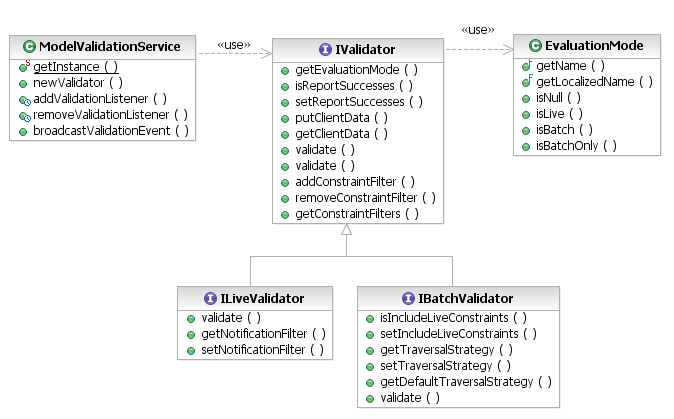 «use»
«use»
ModelValidationService
getInstance ( )
newValidator ( )
addValidationListener ( )
removeValidationListener ( )
broadcastValidationEvent ( )
IValidator
getEvaluationMode ( )
isReportSuccesses ( )
setReportSuccesses ( )
putClientData ( )
getClientData ( )
validate ( )
validate ( )
addConstraintFilter ( )
removeConstraintFilter ( )
getConstraintFilters ( )
EvaluationMode
getName ( )
getLocalizedName ( )
isNull ( )
isLive ( )
isBatch ( )
isBatchOnly ( )
ILiveValidator
validate ( )
getNotificationFilter ( )
setNotificationFilter ( )
IBatchValidator
isIncludeLiveConstraints ( )
setIncludeLiveConstraints ( )
getTraversalStrategy ( )
setTraversalStrategy ( )
getDefaultTraversalStrategy ( )
validate ( )